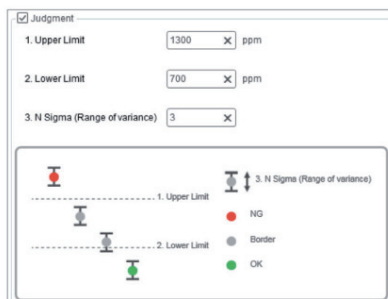 Judgment
1. Upper Limit 1300 ppm
2. Lower Limit 700 ppm
3. N Sigma (Range of variance) 3
3. N Sigma (Range of variance)
1. Upper Limit
NG
2. Lower Limit
Border
OK